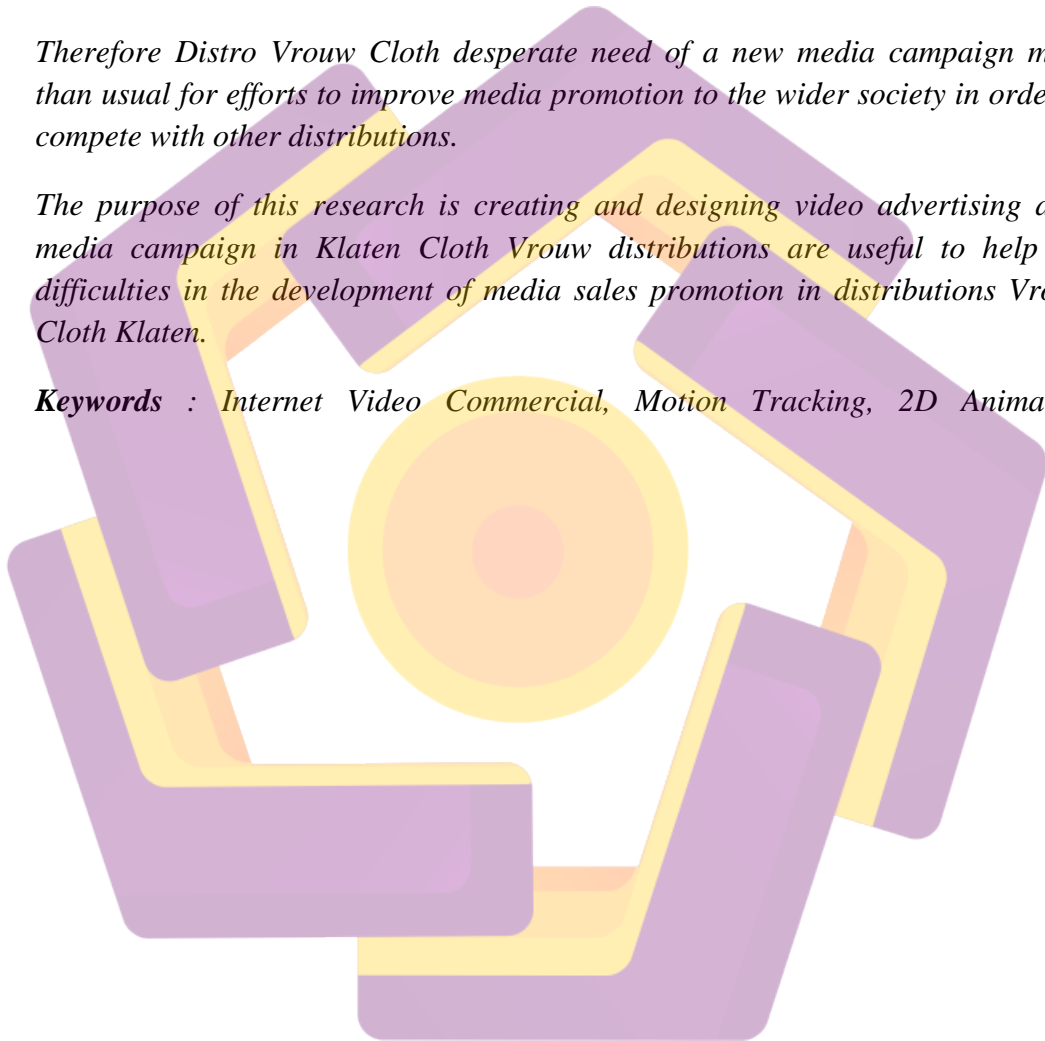 Therefore Distro Vrouw Cloth desperate need of a new media campaign
than usual for efforts to improve media promotion to the wider society in
compete with other distributions.
The purpose of this research is creating and designing video advertising
media campaign in Klaten Cloth Vrouw distributions are useful to help
difficulties in the development of media sales promotion in distributions
Cloth Klaten.
Keywords : Internet Video Commercial, Motion Tracking, 2D